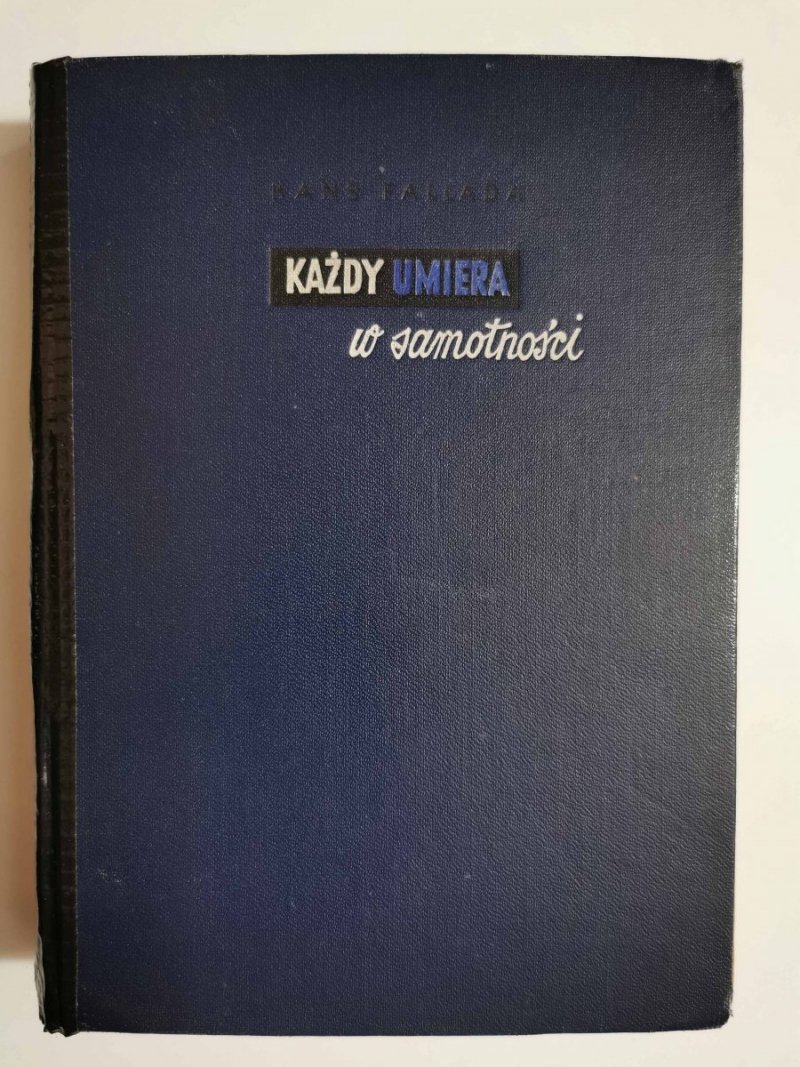 HANS FALLADA
KAŻDY UMIERA
w samotności